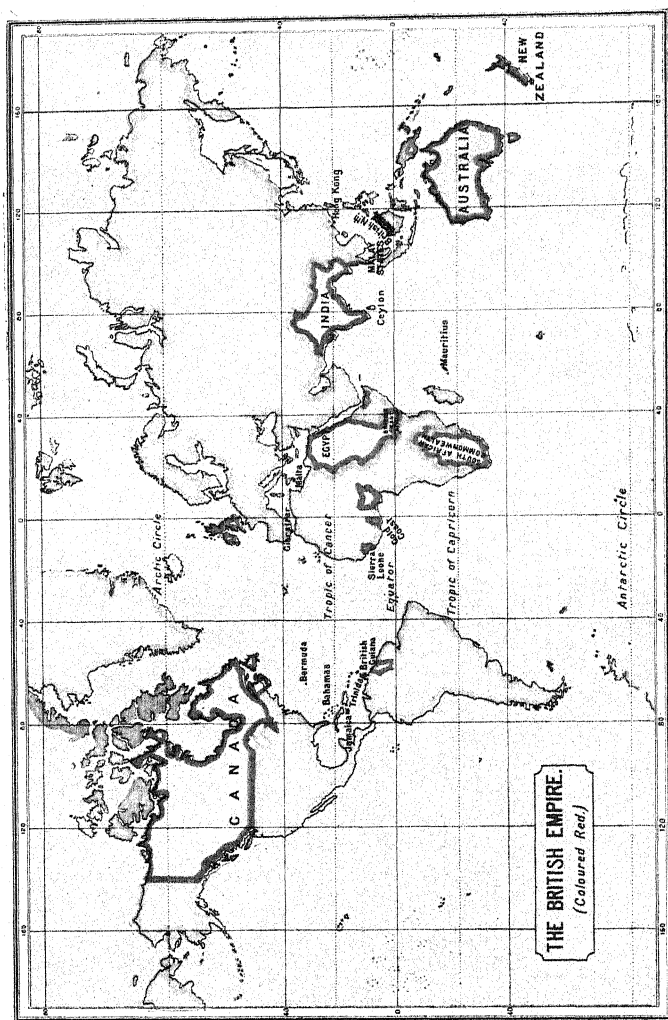 THE BRITISH EMPIRE.
(Coloured Red.)
CANADA
Arctic Circle
Bermuda
Bahamas
Jamaica
Trinidad
British
Guiana
Gibraltar
Malta
Tropic of Cancer
EGYPT
Sierra
Leone
Gold
Coast
Equator
INDIA
Ceylon
Hong Kong
MALAY
STATES
Mauritius
SOUTH AFRICAN
COMMONWEALTH
Tropic of Capricorn
AUSTRALIA
NEW
ZEALAND
Antarctic Circle
160
120
80
40
0
40
80
120
160